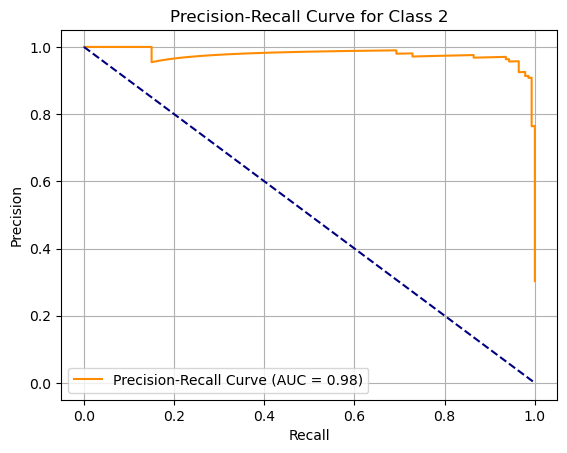 Precision-Recall Curve for Class 2
Precision
1.0
0.8
0.6
0.4
0.2
0.0
Precision-Recall Curve (AUC = 0.98)
0.0 0.2 0.4 0.6 0.8 1.0
Recall